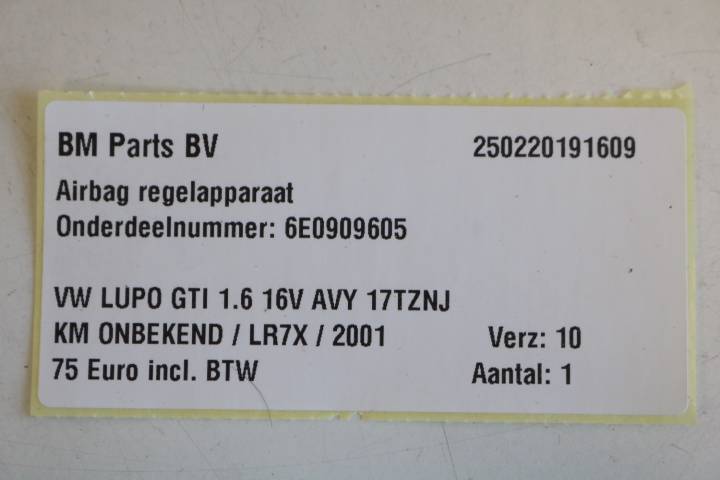 BM Parts BV 250220191609
Airbag regelapparaat
Onderdeelnummer: 6E0909605
VW LUPO GTI 1.6 16V AVY 17TZNJ
KM ONBEKEND / LR7X / 2001 Verz: 10
75 Euro incl. BTW Aantal: 1